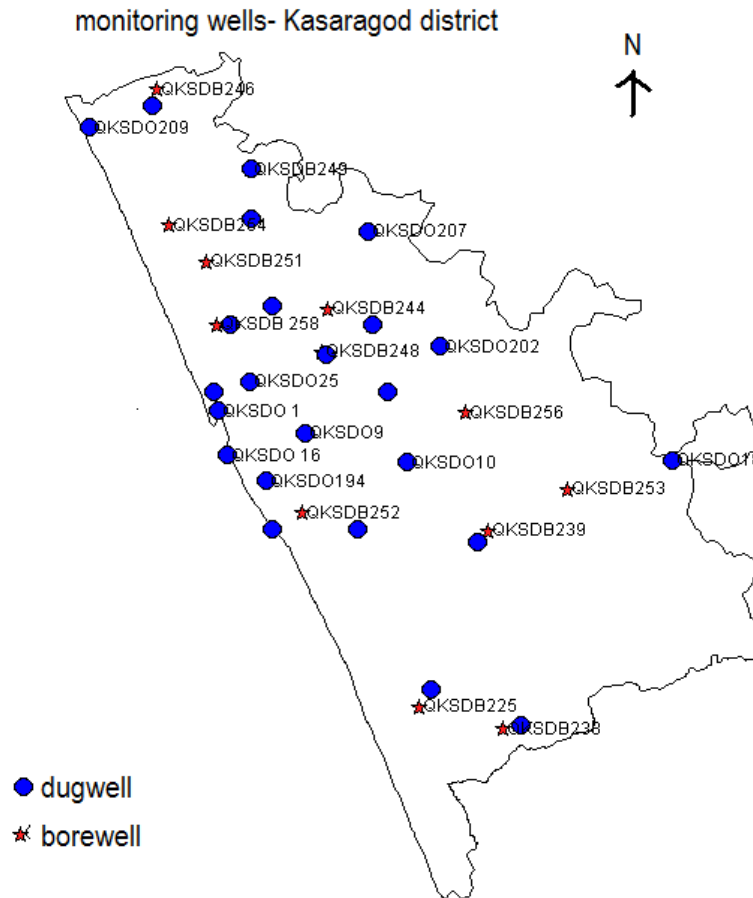 monitoring wells- Kasaragod district
N
QKSDB246
QKSDO209
QKSDB249
QKSDB254
QKSDO207
QKSDB251
QKSDB244
QKSDB 258
QKSDO202
QKSDB248
QKSDO25
QKSDO 1
QKSDB256
QKSDO9
QKSDO 16
QKSDO10
QKSDO194
QKSDB253
QKSDB252
QKSDB239
QKSDB225
QKSDB238
dugwell
borewell